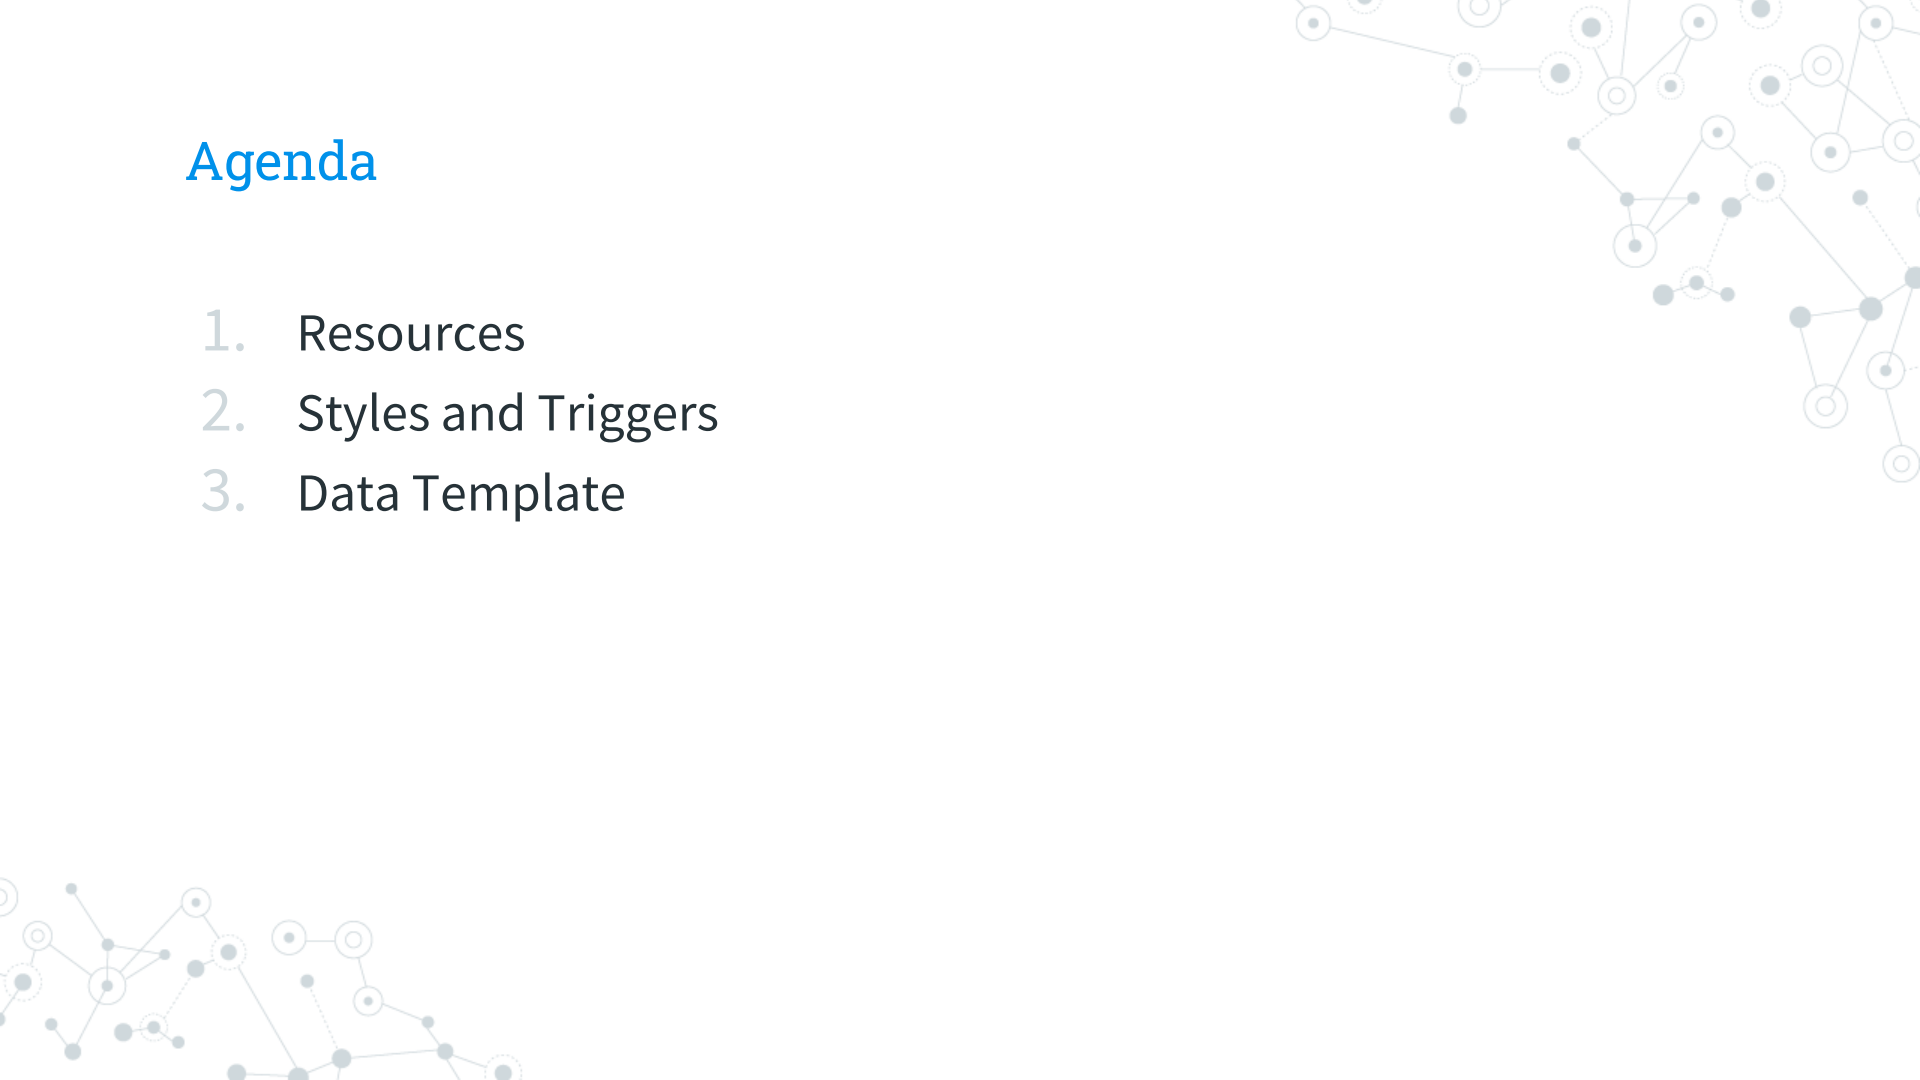 Agenda
1. Resources
2. Styles and Triggers
3. Data Template